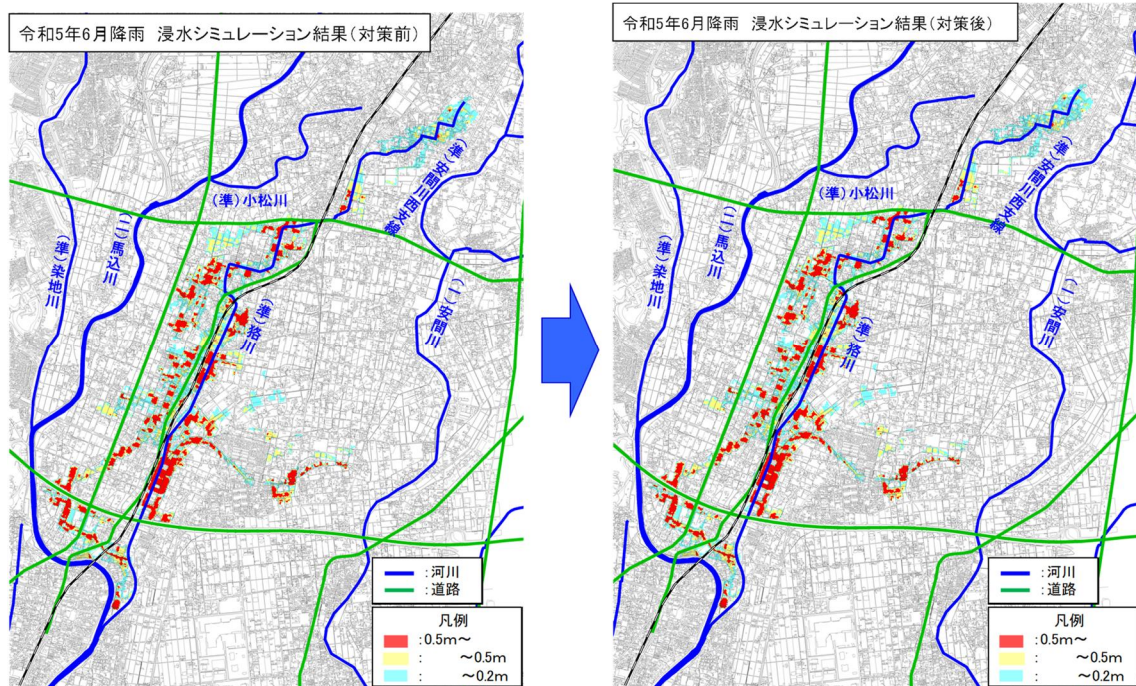 令和5年6月降雨 浸水シミュレーション結果(対策前)
(準)安間川西支線
(準)小松川
(二)馬込川
(準)染地川
(一)安間川
(準)狢川
:河川
:道路
凡例
:0.5m～
: ～0.5m
: ～0.2m
令和5年6月降雨 浸水シミュレーション結果(対策後)
(準)安間川西支線
(準)小松川
(二)馬込川
(準)染地川
(一)安間川
(準)狢川
:河川
:道路
凡例
:0.5m～
: ～0.5m
: ～0.2m